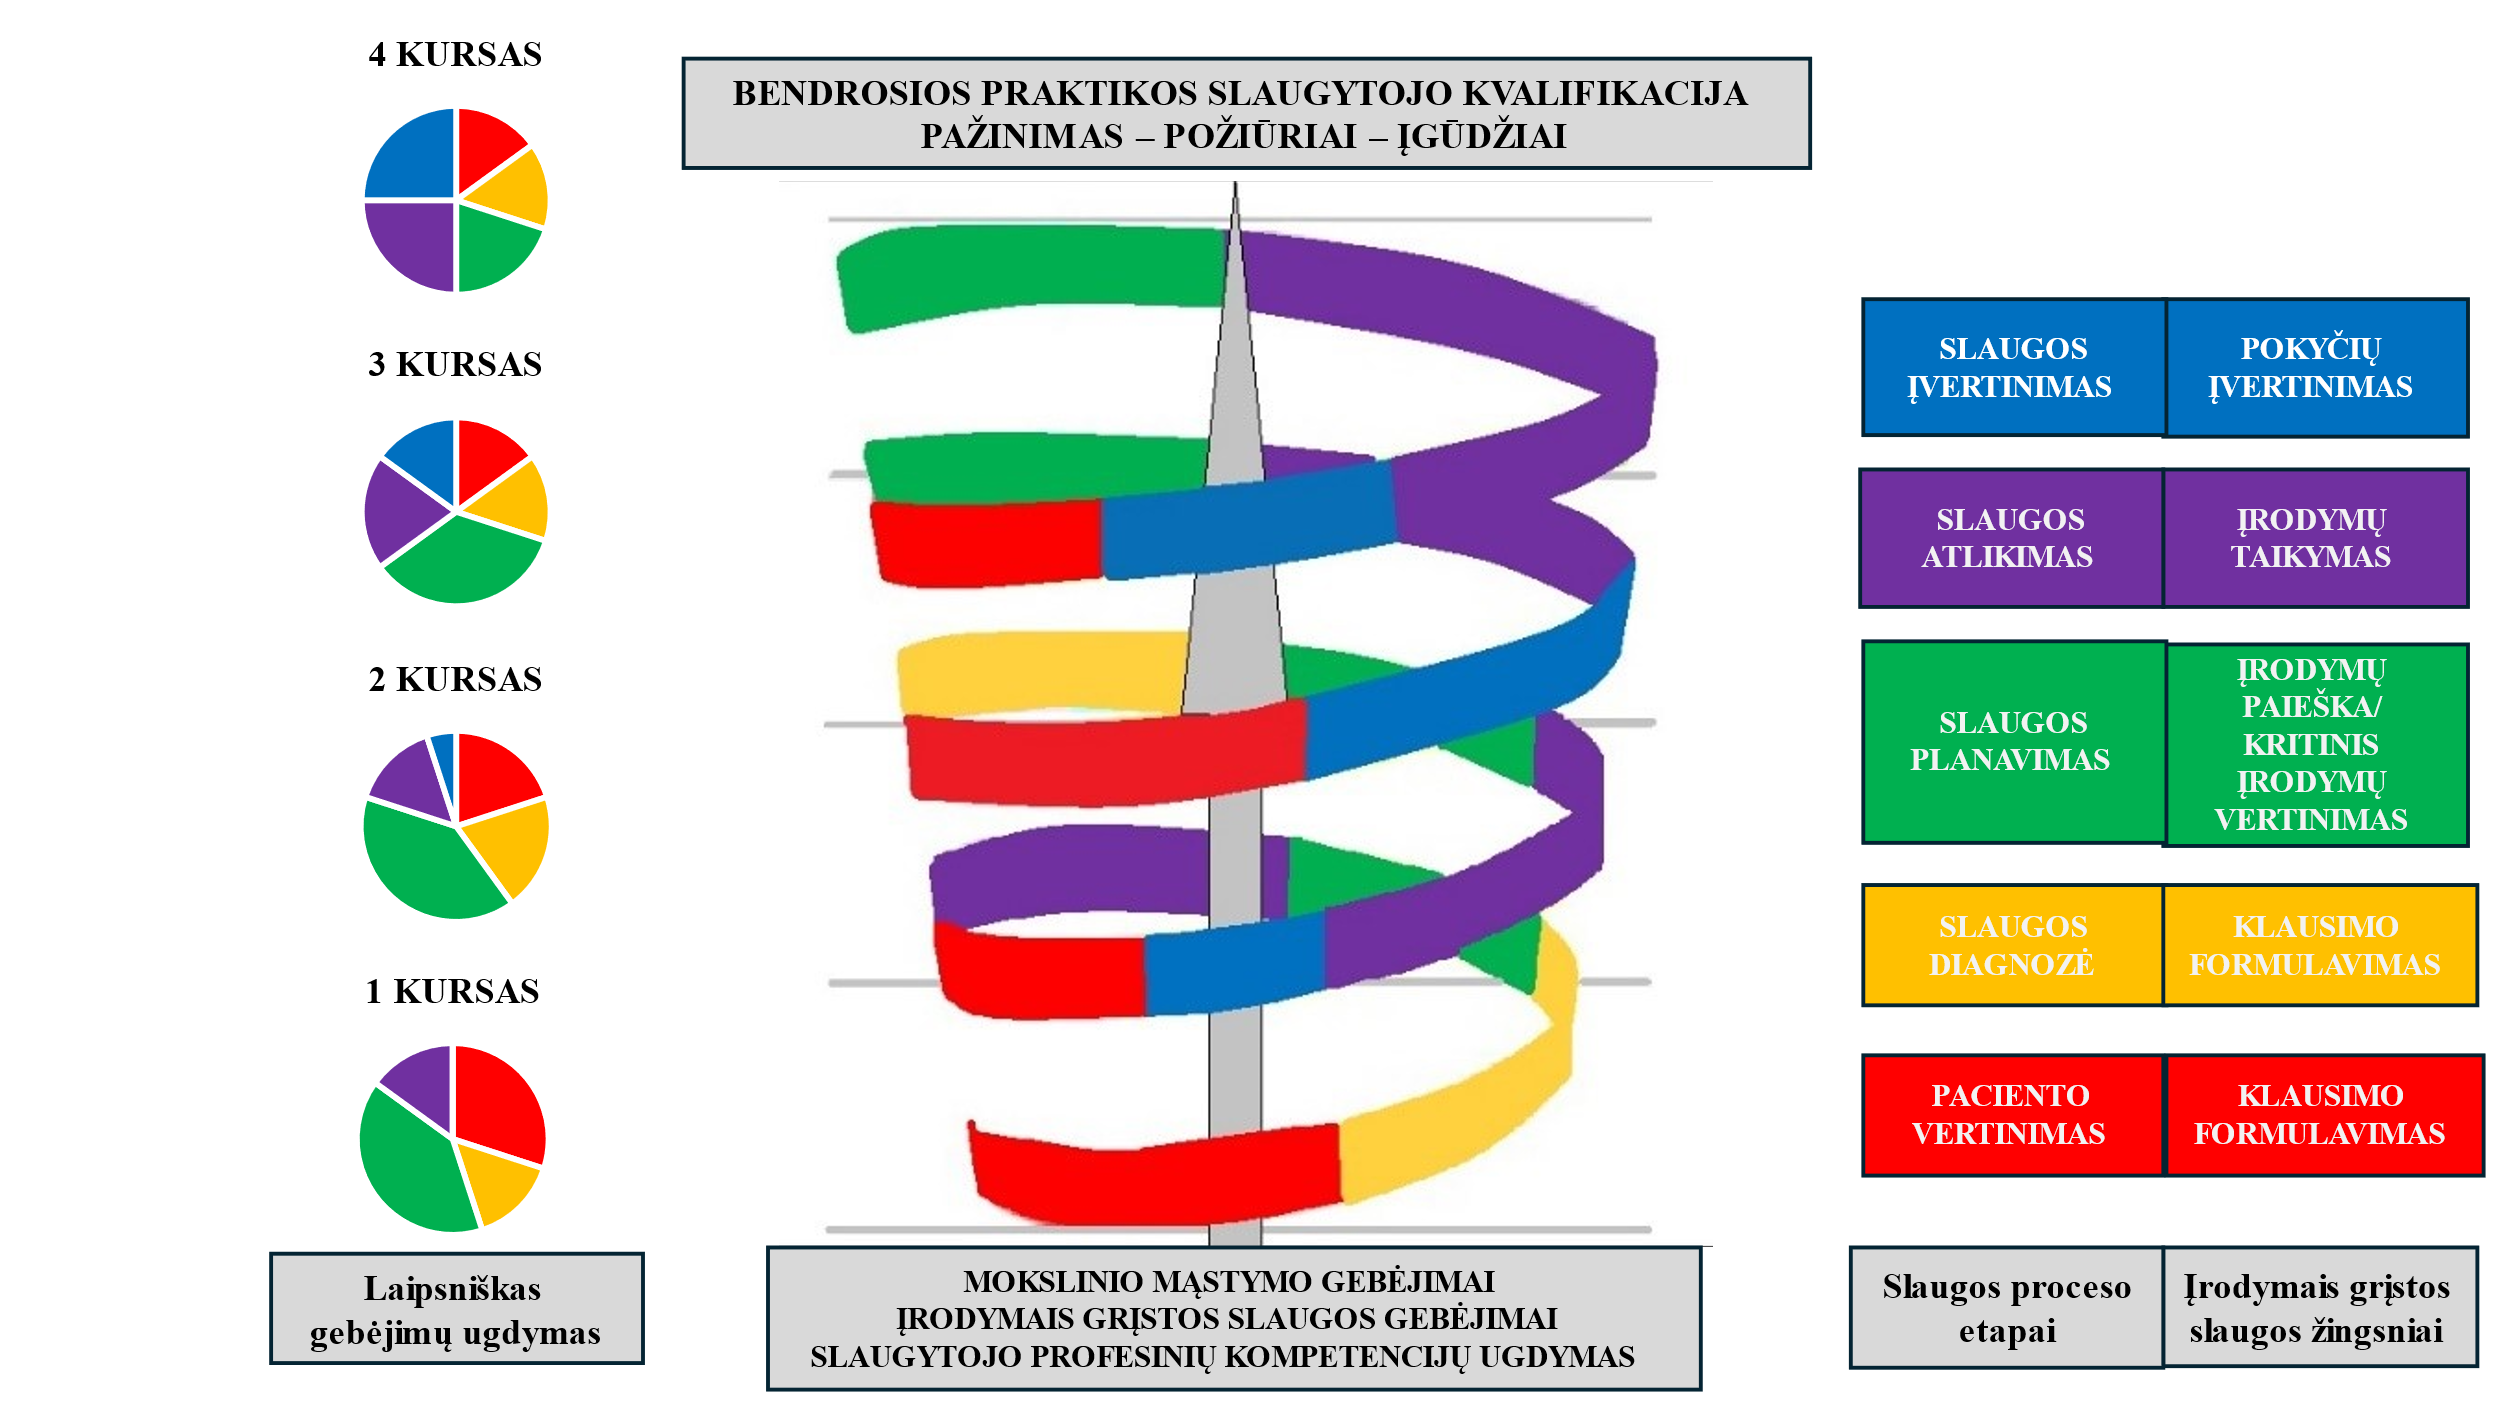 4 KURSAS
3 KURSAS
2 KURSAS
1 KURSAS
Laipsniškas
gebėjimų ugdymas
BENDROSIOS PRAKTIKOS SLAUGYTOJO KVALIFIKACIJA
PAŽINIMAS – POŽIŪRIAI – ĮGŪDŽIAI
MOKSLINIO MĄSTYMO GEBĖJIMAI
ĮRODYMAIS GRĮSTOS SLAUGOS GEBĖJIMAI
SLAUGYTOJO PROFESINIŲ KOMPETENCIJŲ UGDYMAS
SLAUGOS
ĮVERTINIMAS
POKYČIŲ
ĮVERTINIMAS
SLAUGOS
ATLIKIMAS
ĮRODYMŲ
TAIKYMAS
SLAUGOS
PLANAVIMAS
ĮRODYMŲ
PAIEŠKA/
KRITINIS
ĮRODYMŲ
VERTINIMAS
SLAUGOS
DIAGNOZĖ
KLAUSIMO
FORMULAVIMAS
PACIENTO
VERTINIMAS
KLAUSIMO
FORMULAVIMAS
Slaugos proceso
etapai
Įrodymais grįstos
slaugos žingsniai